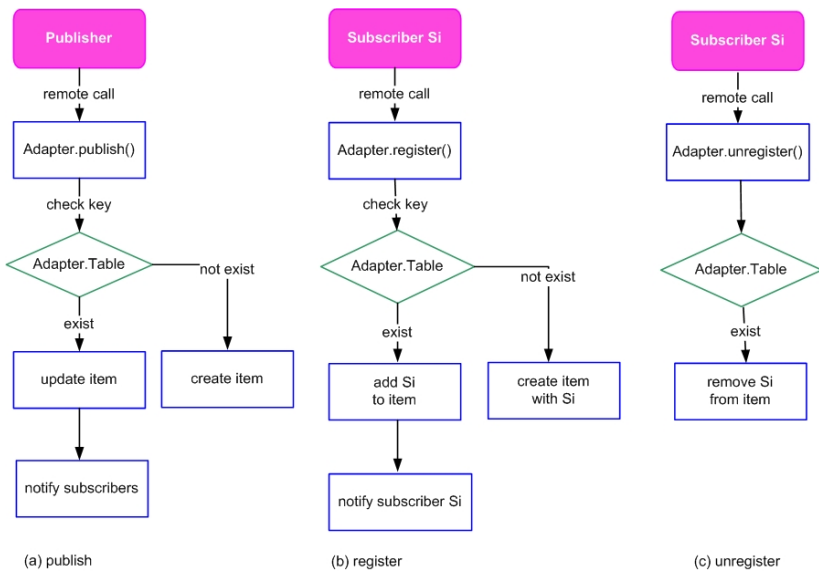 Publisher
remote call
Adapter.publish()
check key
Adapter.Table
not exist
exist
update item
create item
notify subscribers
(a) publish
Subscriber Si
remote call
Adapter.register()
check key
Adapter.Table
not exist
exist
add Si
to item
create item
with Si
notify subscriber Si
(b) register
Subscriber Si
remote call
Adapter.unregister()
Adapter.Table
exist
remove Si
from item
(c) unregister